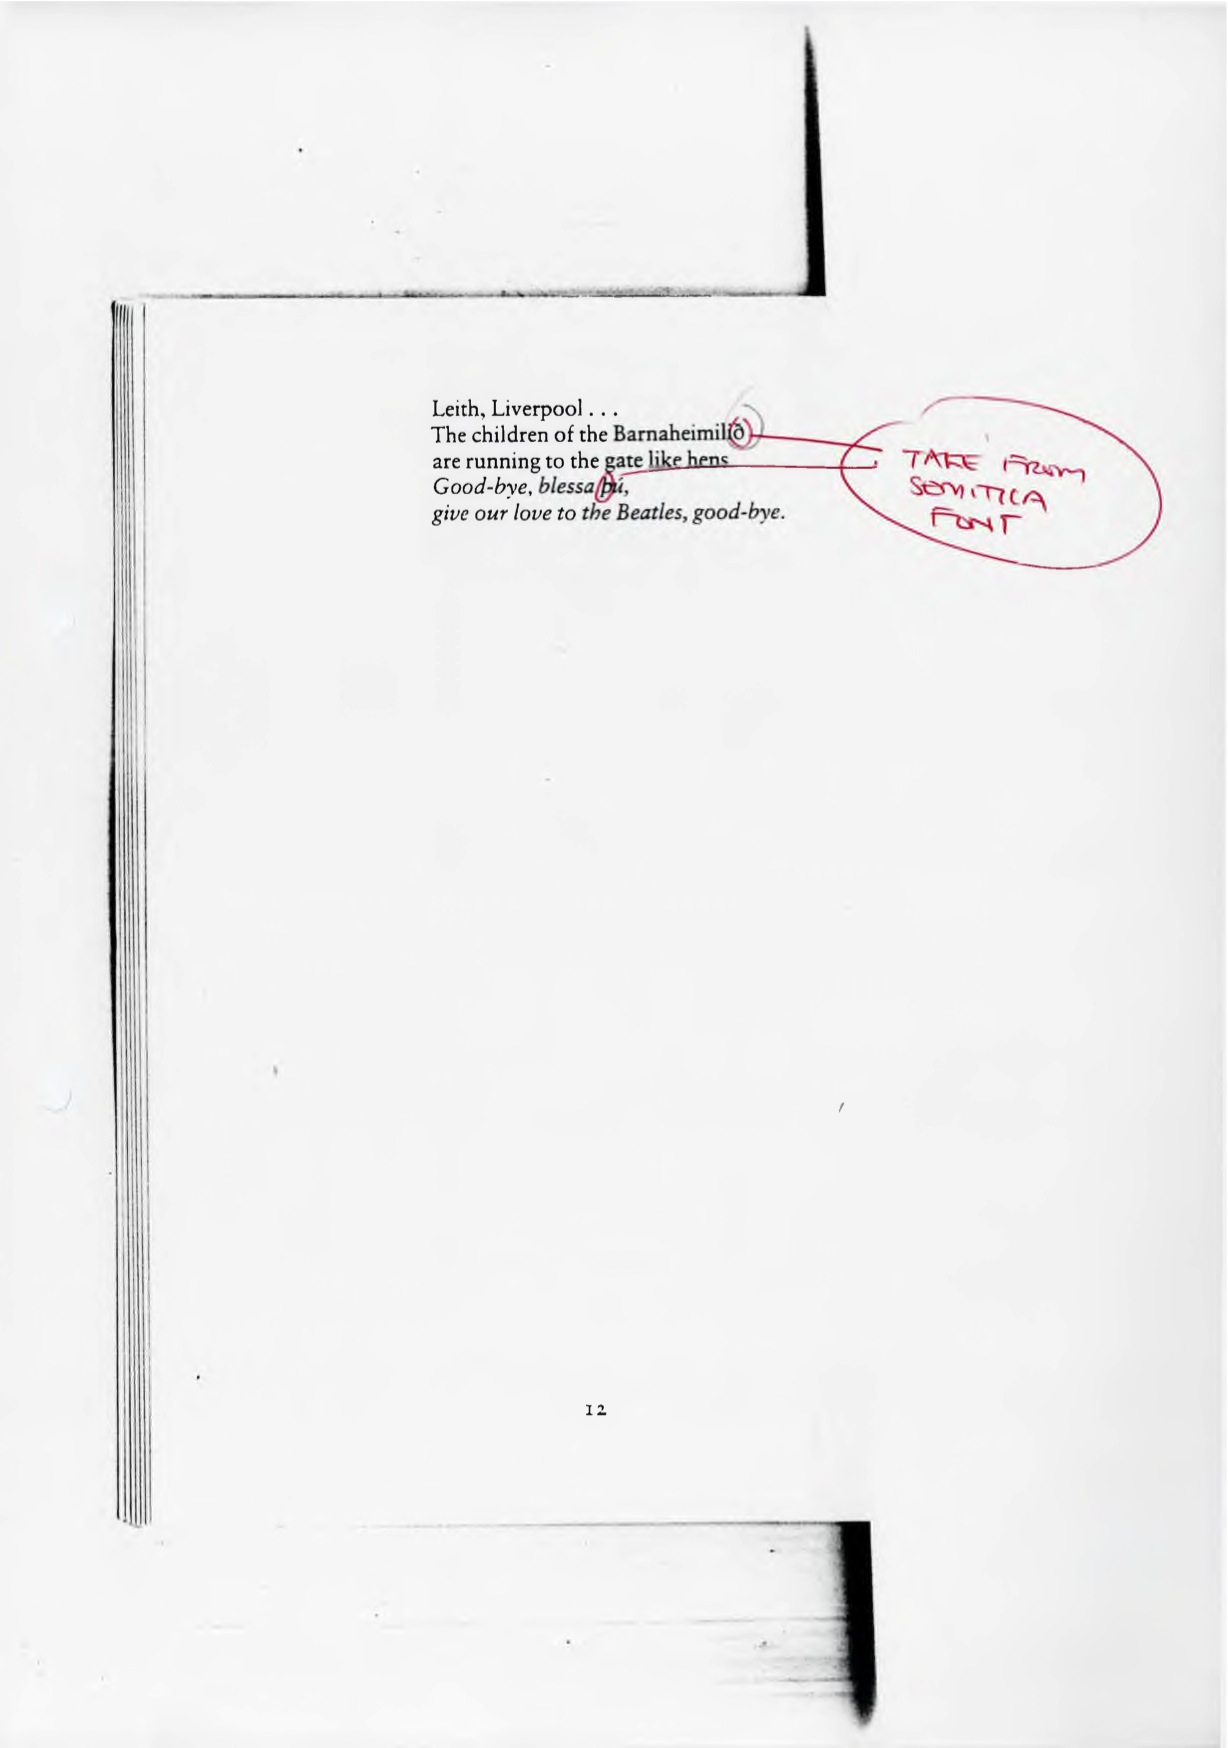 Leith, Liverpool . . .
The children of the Barnaheimilið
are running to the gate like hens
Good-bye, blessa þú,
give our love to the Beatles, good-bye.
TAKE FROM
SEMITICA
FONT
12